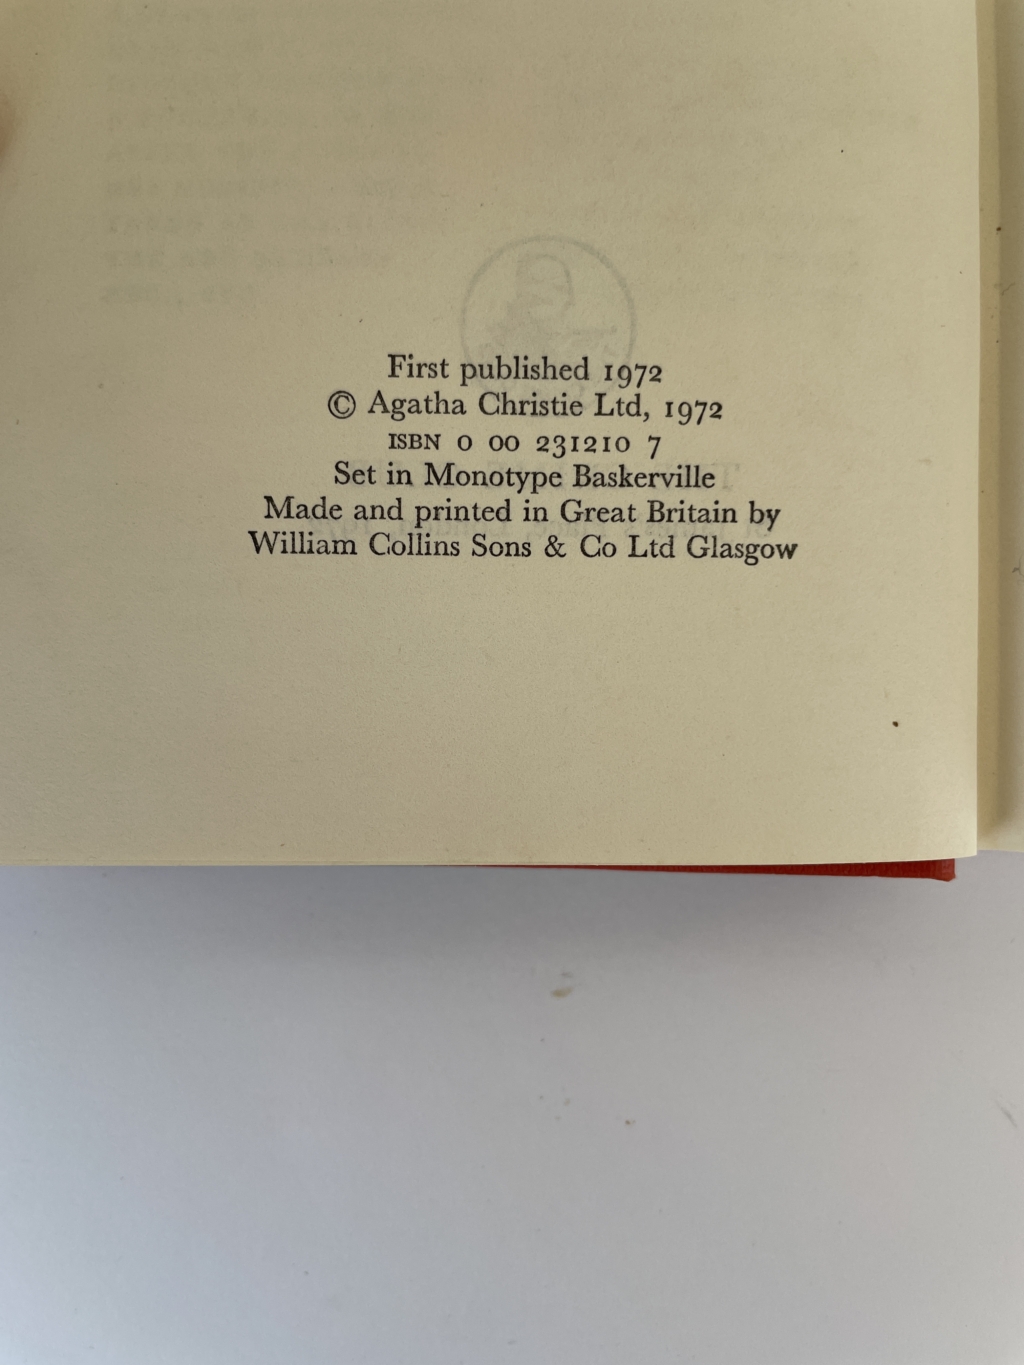 First published 1972
© Agatha Christie Ltd, 1972
ISBN 0 00 231210 7
Set in Monotype Baskerville
Made and printed in Great Britain by
William Collins Sons & Co Ltd Glasgow